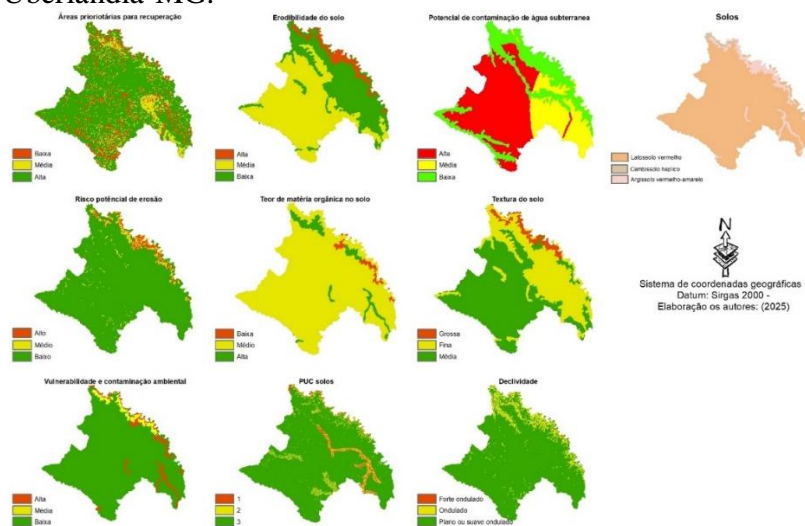 Uberlândia-MG.
Áreas priorotárias para recuperação
Baixa
Média
Alta
Erodibilidade do solo
Alta
Média
Baixa
Potencial de contaminação de água subterranea
Alta
Média
Baixa
Solos
Latossolo vermelho
Cambissolo háplico
Argissolo vermelho-amarelo
Risco potencial de erosão
Alto
Médio
Baixo
Teor de matéria orgânica no solo
Baixa
Médio
Alta
Textura do solo
Grossa
Fina
Média
N
Sistema de coordenadas geográficas -
Datum: Sirgas 2000 -
Elaboração os autores: (2025)
Vulnerabilidade e contaminação ambiental
Alta
Média
Baixa
PUC solos
1
2
3
Declividade
Forte ondulado
Ondulado
Plano ou suave ondulado